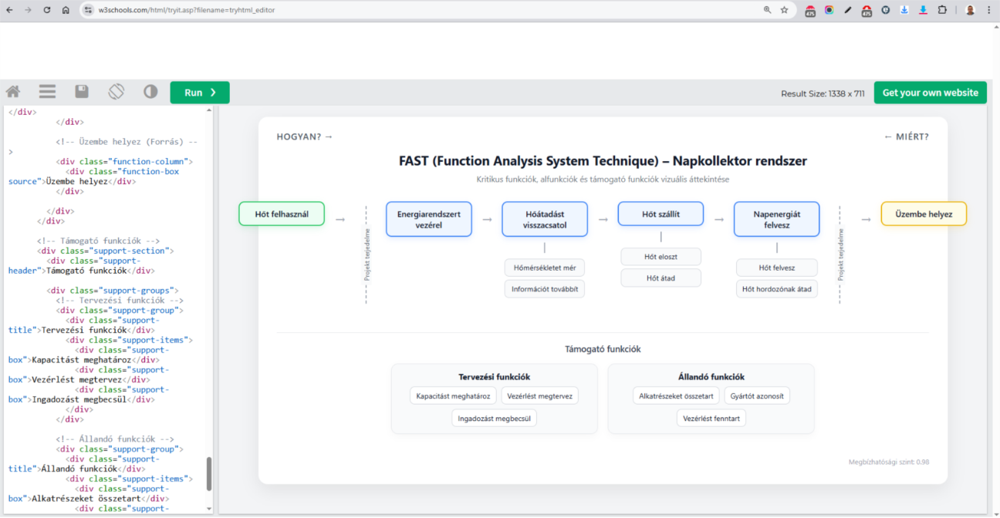 w3schools.com/html/tryit.asp?filename=tryhtml_editor
475
475
Run
Result Size: 1338 x 711
Get your own website
</div>
</div>
<!-- Üzembe helyez (Forrás) --
>
<div class="function-column">
<div class="function-box
source">Üzembe helyez</div>
</div>
</div>
</div>
<!-- Támogató funkciók -->
<div class="support-section">
<div class="support-
header">Támogató funkciók</div>
<div class="support-groups">
<!-- Tervezési funkciók -->
<div class="support-group">
<div class="support-
title">Tervezési funkciók</div>
<div class="support-items">
<div class="support-
box">Kapacitást meghatároz</div>
<div class="support-
box">Vezérlést megtervez</div>
<div class="support-
box">Ingadozást megbecsül</div>
</div>
</div>
<!-- Állandó funkciók -->
<div class="support-group">
<div class="support-
title">Állandó funkciók</div>
<div class="support-items">
<div class="support-
box">Alkatrészeket összetart</div>
<div class="support-
HOGYAN? →
← MIÉRT?
FAST (Function Analysis System Technique) – Napkollektor rendszer
Kritikus funkciók, alfunkciók és támogató funkciók vizuális áttekintése
Hőt felhasznál
→
Projekt terjedelme
Energiarendszert
vezérel
→
Hőátadást
visszacsatol
Hőmérsékletet mér
Információt továbbít
→
Hőt szállít
Hőt eloszt
Hőt átad
→
Napenergiát
felvesz
Hőt felvesz
Hőt hordozónak átad
Projekt terjedelme
→
Üzembe helyez
Támogató funkciók
Tervezési funkciók
Kapacitást meghatároz
Vezérlést megtervez
Ingadozást megbecsül
Állandó funkciók
Alkatrészeket összetart
Gyártót azonosít
Vezérlést fenntart
Megbízhatósági szint: 0.98